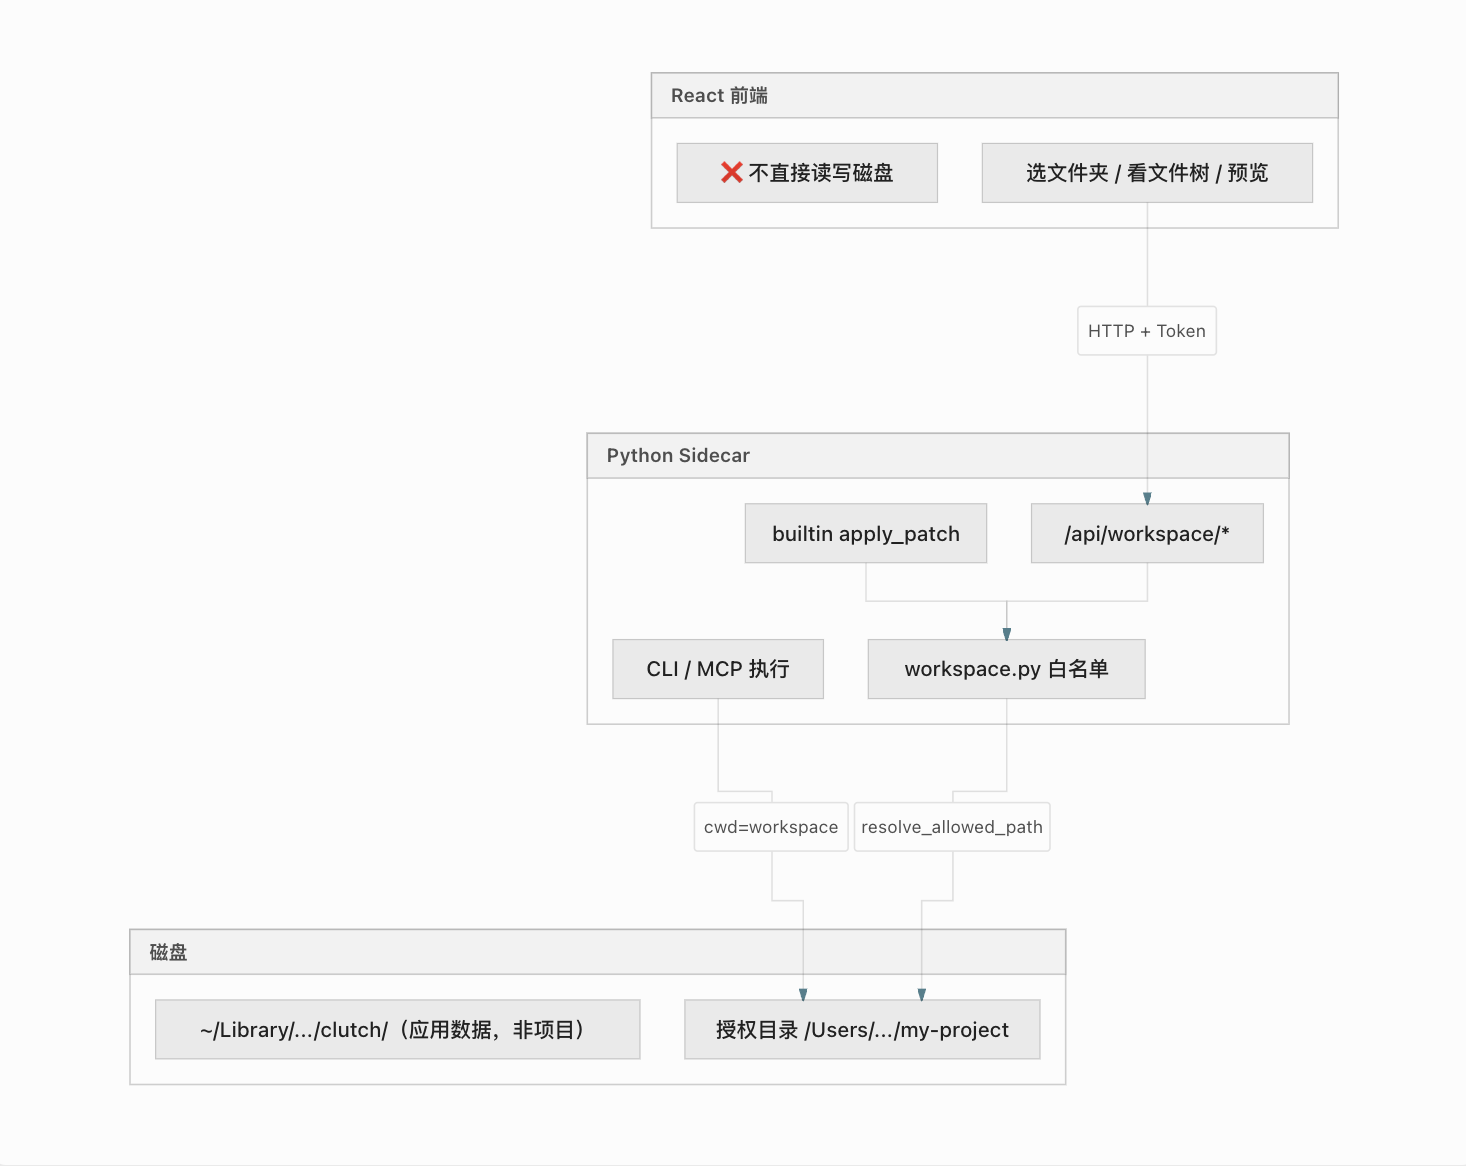 React 前端
❌ 不直接读写磁盘
选文件夹 / 看文件树 / 预览
HTTP + Token
Python Sidecar
builtin apply_patch
/api/workspace/*
CLI / MCP 执行
workspace.py 白名单
cwd=workspace
resolve_allowed_path
磁盘
~/Library/.../clutch/（应用数据，非项目）
授权目录 /Users/.../my-project